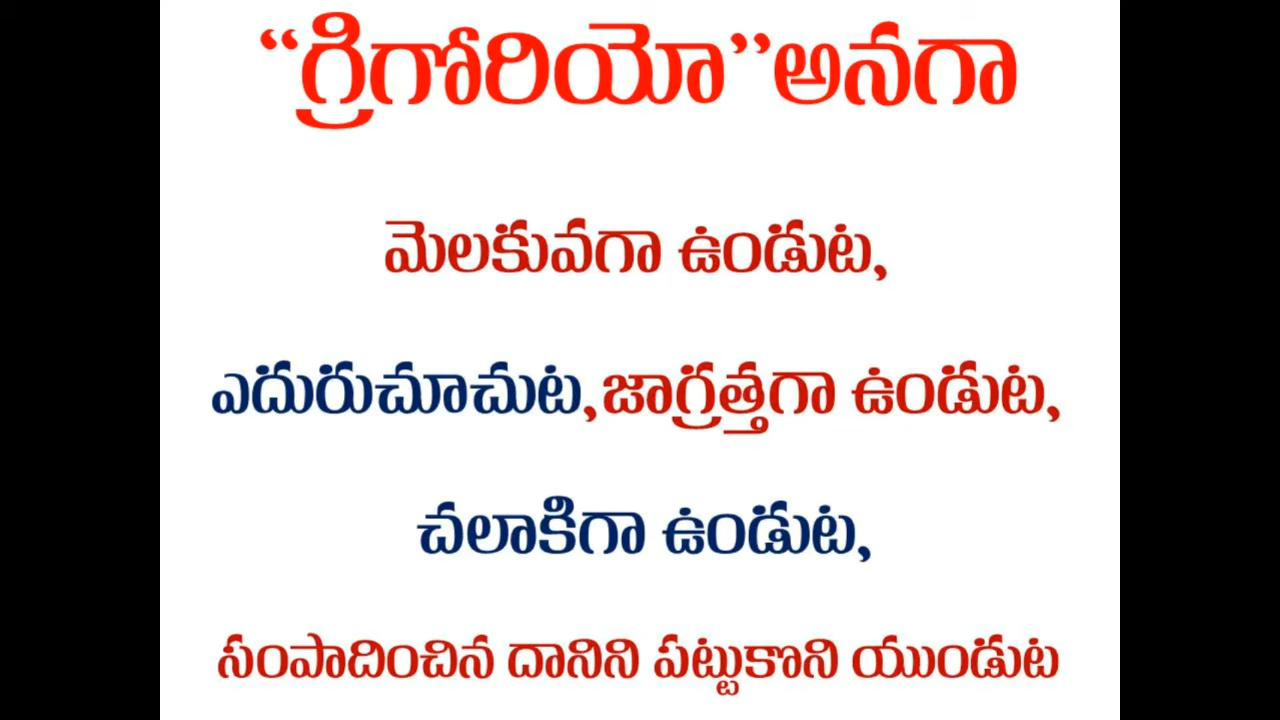 “గ్రిగోరియో”అనగా
మెలకువగా ఉండుట,
ఎదురుచూచుట,జాగ్రత్తగా ఉండుట,
చలాకిగా ఉండుట,
సంపాదించిన దానిని పట్టుకొని యుండుట